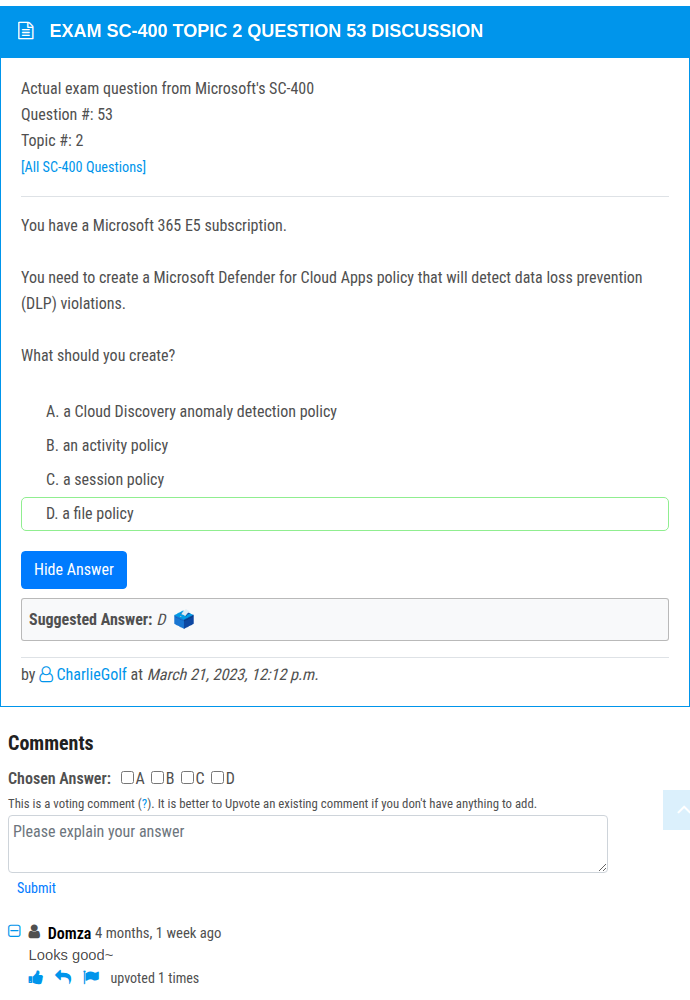 EXAM SC-400 TOPIC 2 QUESTION 53 DISCUSSION
Actual exam question from Microsoft's SC-400
Question #: 53
Topic #: 2
[All SC-400 Questions]
You have a Microsoft 365 E5 subscription.
You need to create a Microsoft Defender for Cloud Apps policy that will detect data loss prevention
(DLP) violations.
What should you create?
A. a Cloud Discovery anomaly detection policy
B. an activity policy
C. a session policy
D. a file policy
Hide Answer
Suggested Answer: D
by CharlieGolf at March 21, 2023, 12:12 p.m.
Comments
Chosen Answer: A B C D
This is a voting comment (?). It is better to Upvote an existing comment if you don't have anything to add.
Please explain your answer
Submit
Domza 4 months, 1 week ago
Looks good~
upvoted 1 times